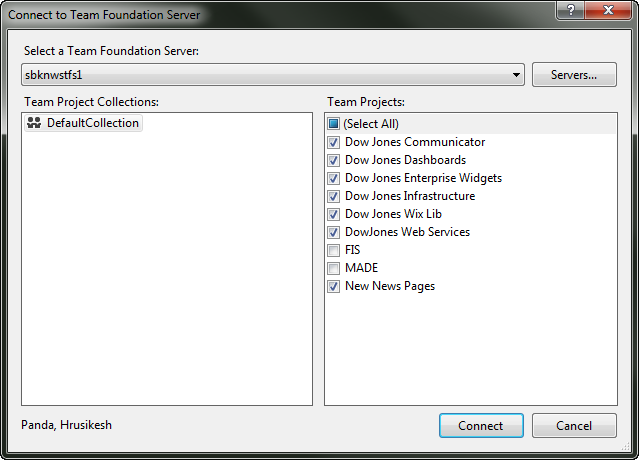 Connect to Team Foundation Server
Select a Team Foundation Server:
sbknwstfs1
Servers...
Team Project Collections:
Team Projects:
DefaultCollection
(Select All)
Dow Jones Communicator
Dow Jones Dashboards
Dow Jones Enterprise Widgets
Dow Jones Infrastructure
Dow Jones Wix Lib
DowJones Web Services
FIS
MADE
New News Pages
Panda, Hrusikesh
Connect
Cancel